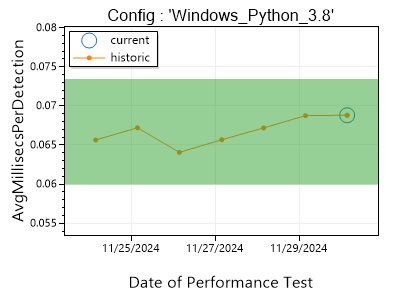 Config : 'Windows_Python_3.8'
AvgMillisecsPerDetection
0.08
0.075
0.07
0.065
0.06
0.055
current
historic
11/25/2024
11/27/2024
11/29/2024
Date of Performance Test